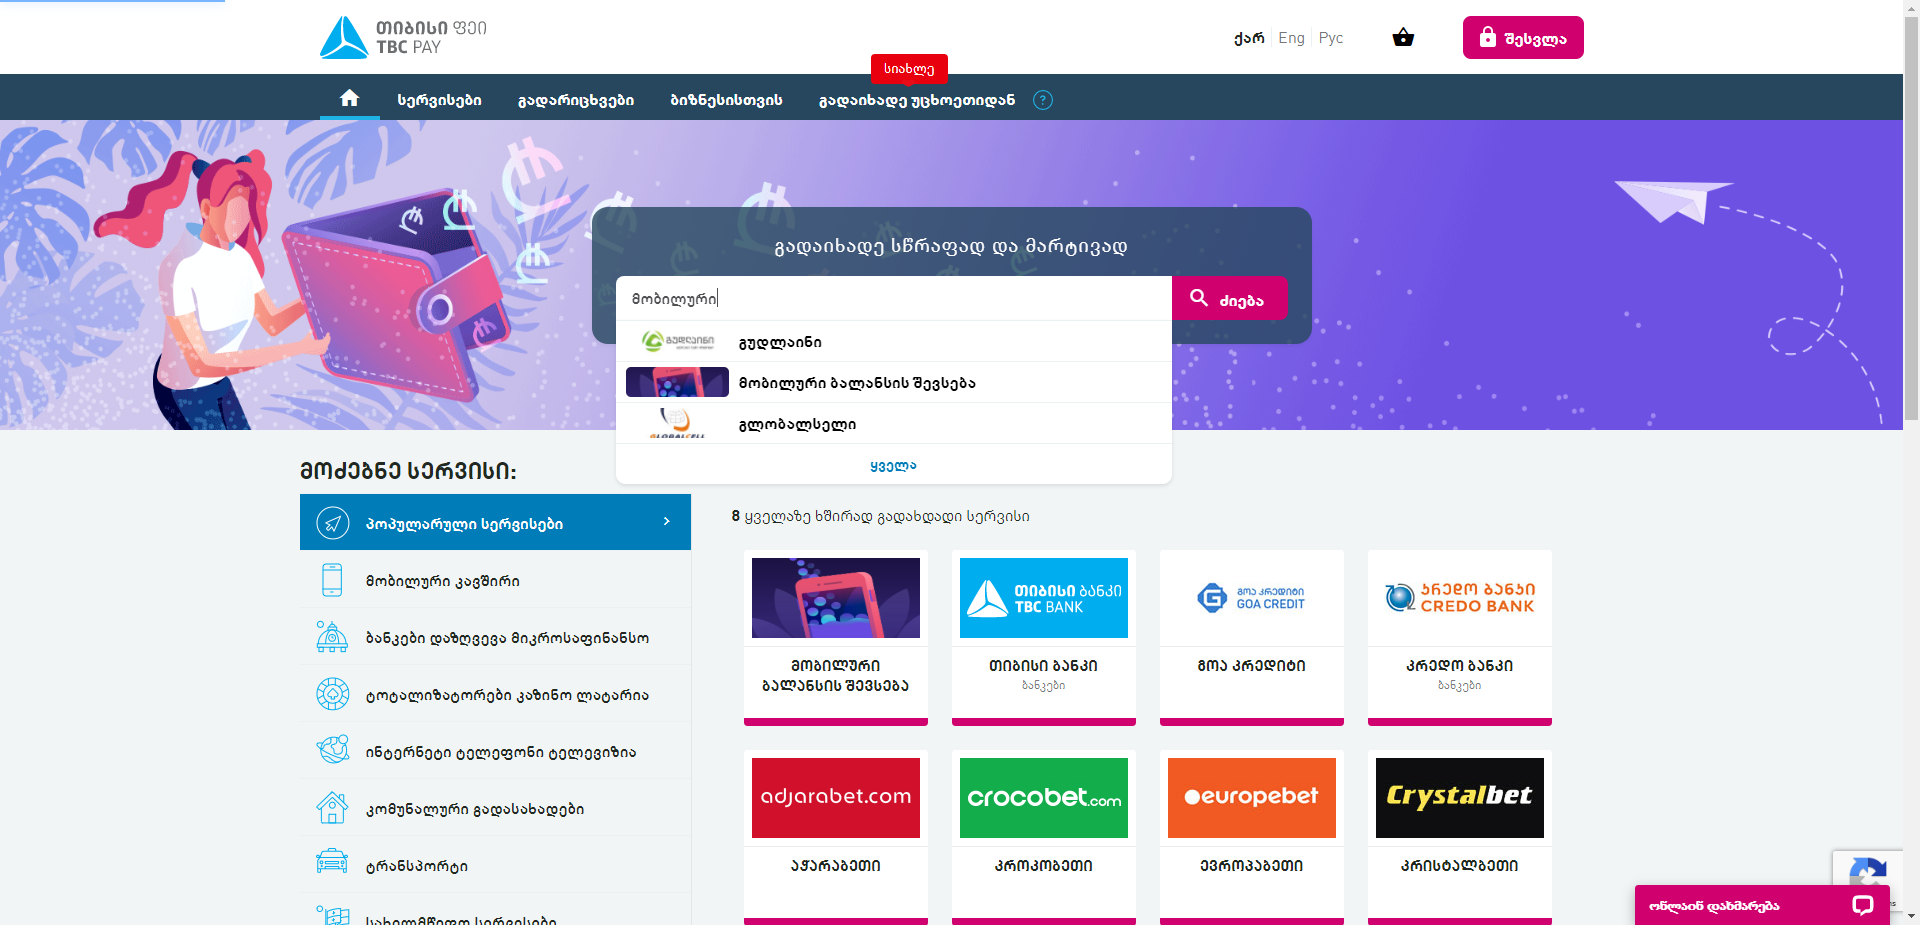 თიბისი ფეი
TBC PAY
ქარ
Eng
Рус
შესვლა
სიახლე
სერვისები
გადარიცხვები
ბიზნესისთვის
გადაიხადე უცხოეთიდან
?
გადაიხადე სწრაფად და მარტივად
მობილური
ძიება
გუდლაინი
გუდლაინი
მობილური ბალანსის შევსება
GLOBALCELL
გლობალსელი
ყველა
მოძებნე სერვისი:
პოპულარული სერვისები
მობილური კავშირი
ბანკები დაზღვევა მიკროსაფინანსო
ტოტალიზატორები კაზინო ლატარია
ინტერნეტი ტელეფონი ტელევიზია
კომუნალური გადასახადები
ტრანსპორტი
სახელმწიფო სერვისები
8 ყველაზე ხშირად გადახდადი სერვისი
მობილური
ბალანსის შევსება
თიბისი ბანკი
TBC BANK
თიბისი ბანკი
ბანკები
გოა კრედიტი
GOA CREDIT
გოა კრედიტი
კრედო ბანკი
CREDO BANK
კრედო ბანკი
ბანკები
adjarabet.com
აჭარაბეთი
crocobet.com
კროკობეთი
europebet
ევროპაბეთი
Crystalbet
კრისტალბეთი
ონლაინ დახმარება